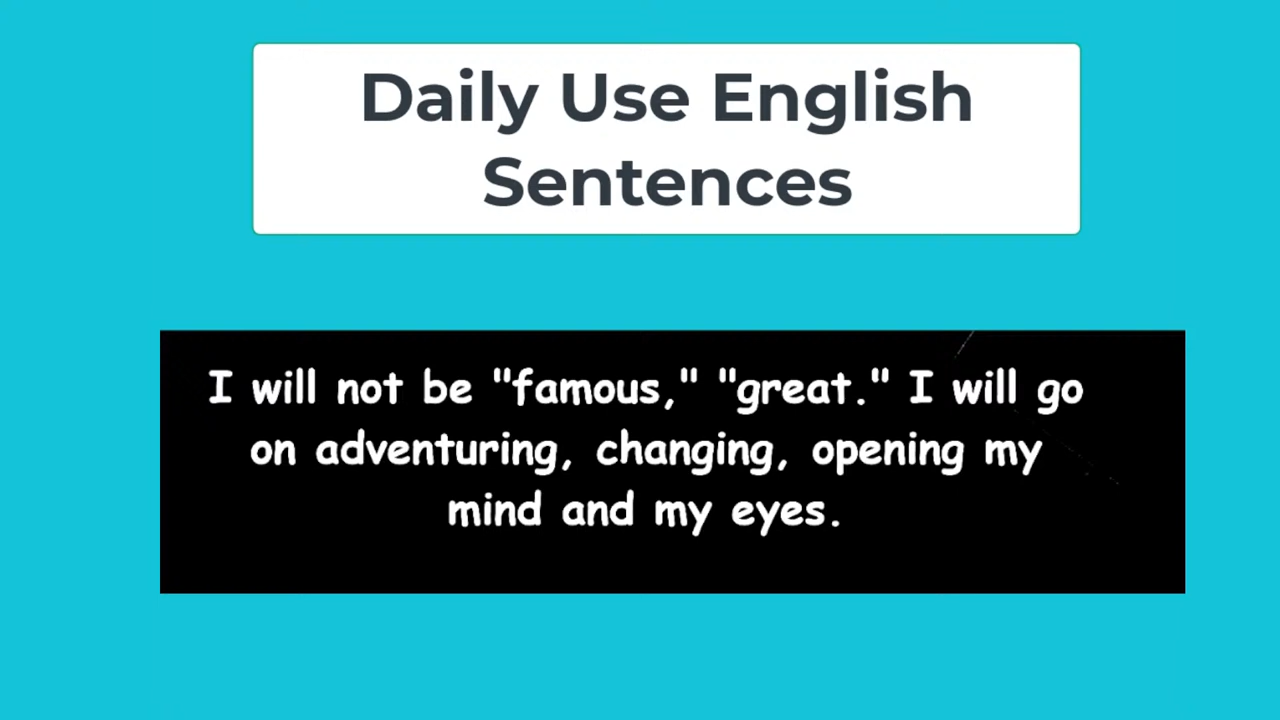 Daily Use English
Sentences
I will not be "famous," "great." I will go
on adventuring, changing, opening my
mind and my eyes.